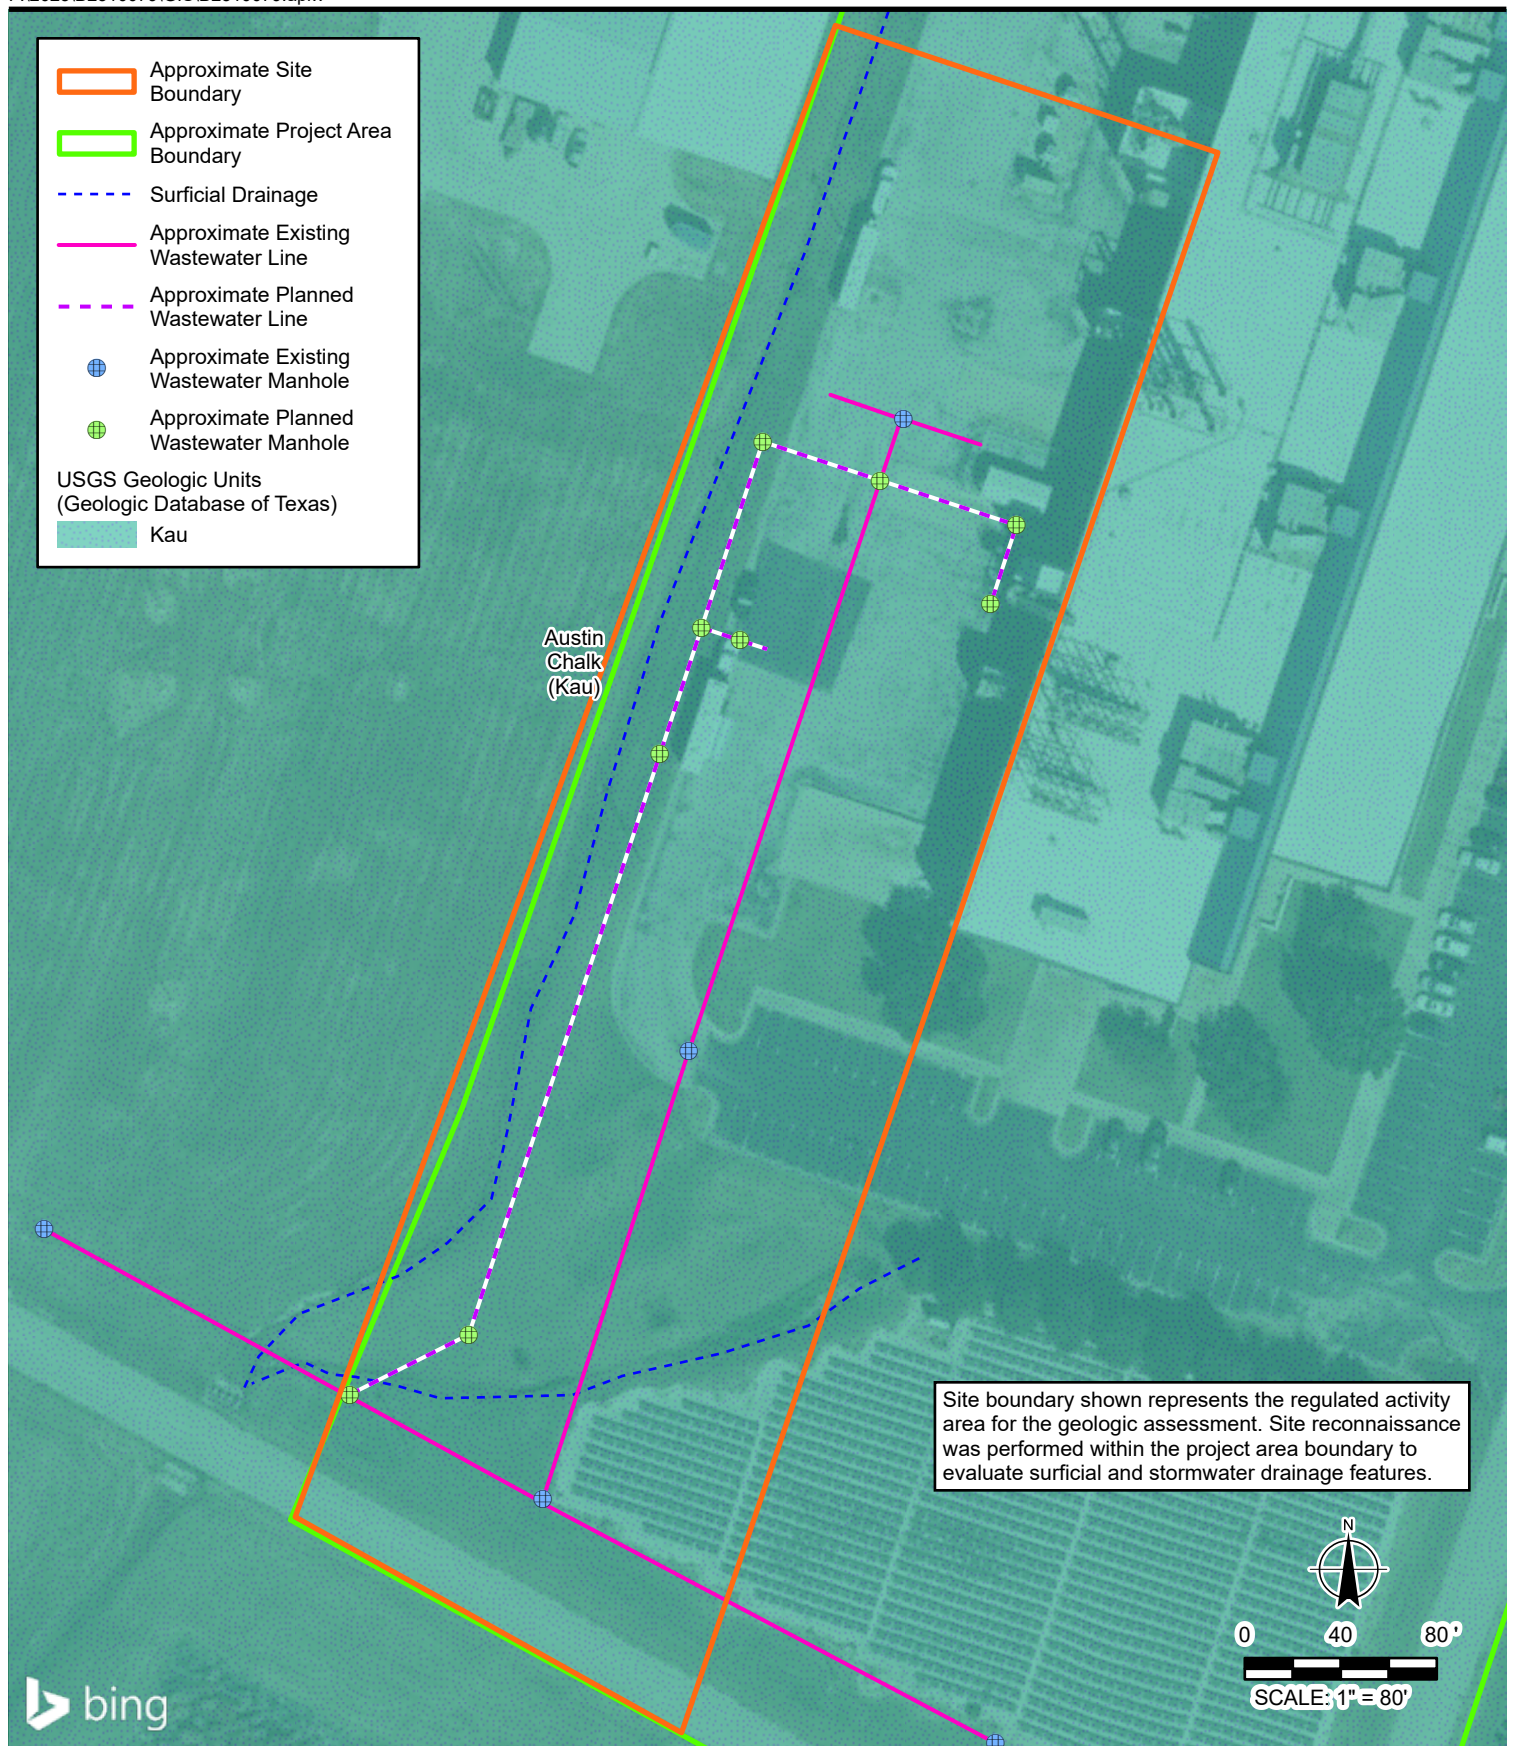 Approximate Site
Boundary
Approximate Project Area
Boundary
Surficial Drainage
Approximate Existing
Wastewater Line
Approximate Planned
Wastewater Line
Approximate Existing
Wastewater Manhole
Approximate Planned
Wastewater Manhole
USGS Geologic Units
(Geologic Database of Texas)
Kau
Austin
Chalk
(Kau)
Site boundary shown represents the regulated activity
area for the geologic assessment. Site reconnaissance
was performed within the project area boundary to
evaluate surficial and stormwater drainage features.
N
0 40 80'
SCALE: 1" = 80'
bing